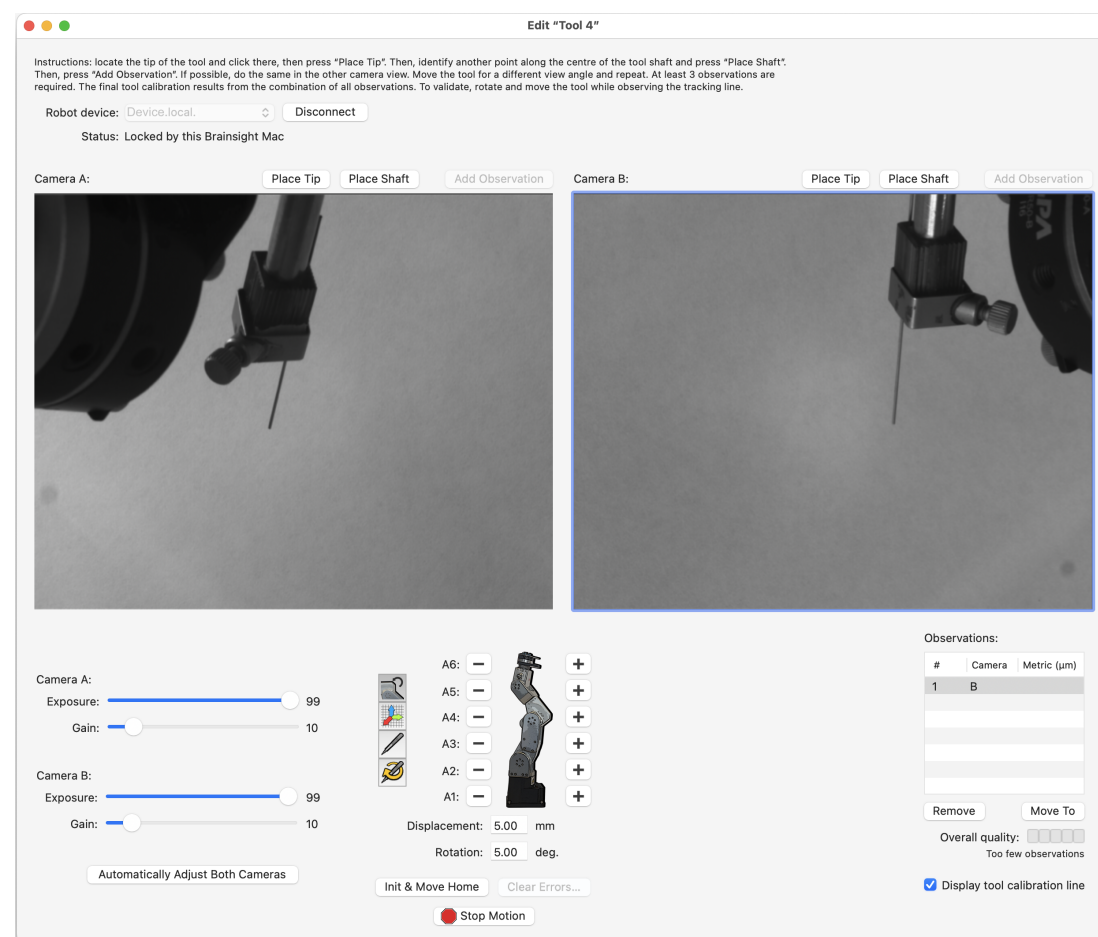 Edit “Tool 4”
Instructions: locate the tip of the tool and click there, then press “Place Tip”. Then, identify another point along the centre of the tool shaft and press “Place Shaft”.
Then, press “Add Observation”. If possible, do the same in the other camera view. Move the tool for a different view angle and repeat. At least 3 observations are
required. The final tool calibration results from the combination of all observations. To validate, rotate and move the tool while observing the tracking line.
Robot device: Device.local. Disconnect
Status: Locked by this Brainsight Mac
Camera A: Place Tip Place Shaft Add Observation
Camera B: Place Tip Place Shaft Add Observation
Camera A:
Exposure: 99
Gain: 10
Camera B:
Exposure: 99
Gain: 10
Automatically Adjust Both Cameras
A6: − +
A5: − +
A4: − +
A3: − +
A2: − +
A1: − +
Displacement: 5.00 mm
Rotation: 5.00 deg.
Init & Move Home Clear Errors...
Stop Motion
Observations:
# Camera Metric (μm)
1 B
Remove Move To
Overall quality:
Too few observations
Display tool calibration line